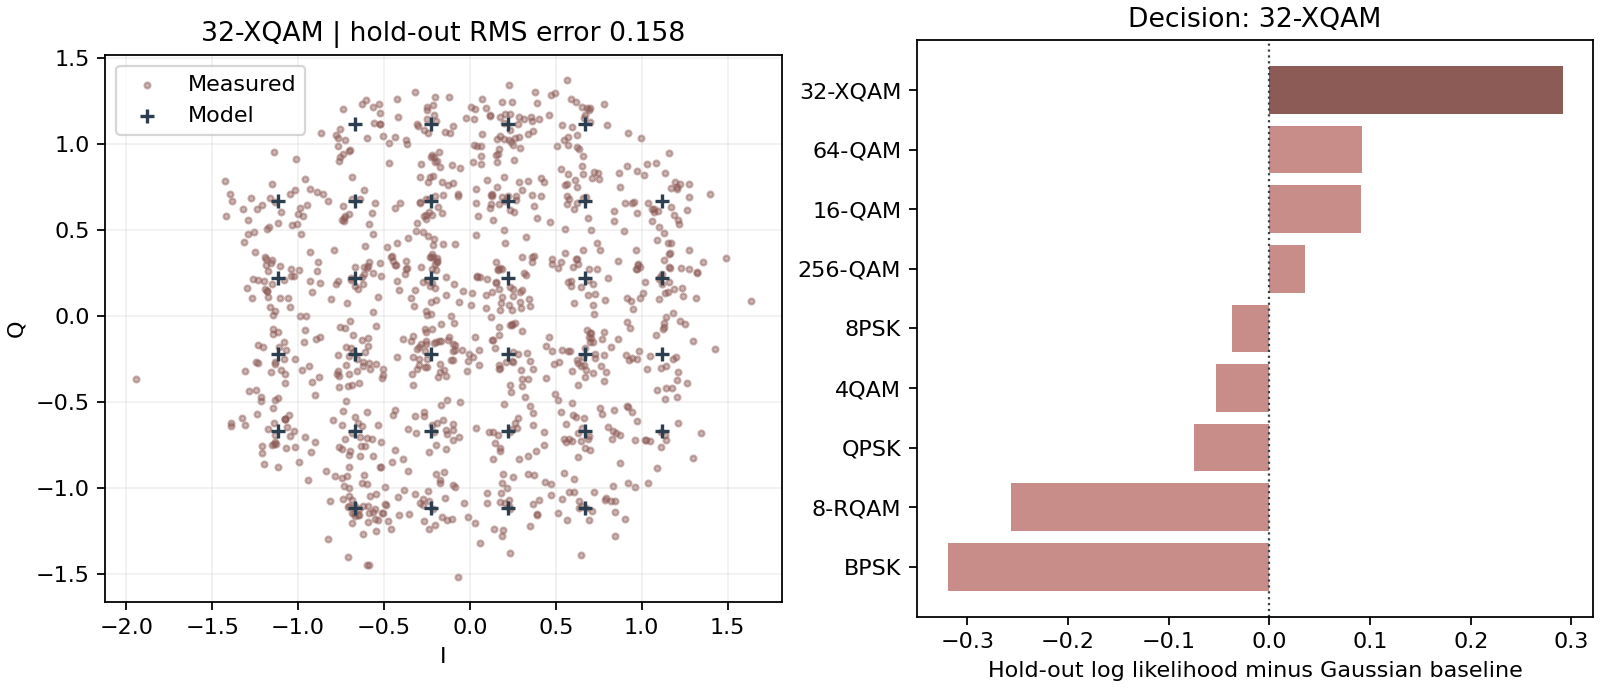 32-XQAM | hold-out RMS error 0.158
1.5
1.0
0.5
0.0
−0.5
−1.0
−1.5
Q
Measured
Model
−2.0 −1.5 −1.0 −0.5 0.0 0.5 1.0 1.5
I
Decision: 32-XQAM
32-XQAM
64-QAM
16-QAM
256-QAM
8PSK
4QAM
QPSK
8-RQAM
BPSK
−0.3 −0.2 −0.1 0.0 0.1 0.2 0.3
Hold-out log likelihood minus Gaussian baseline